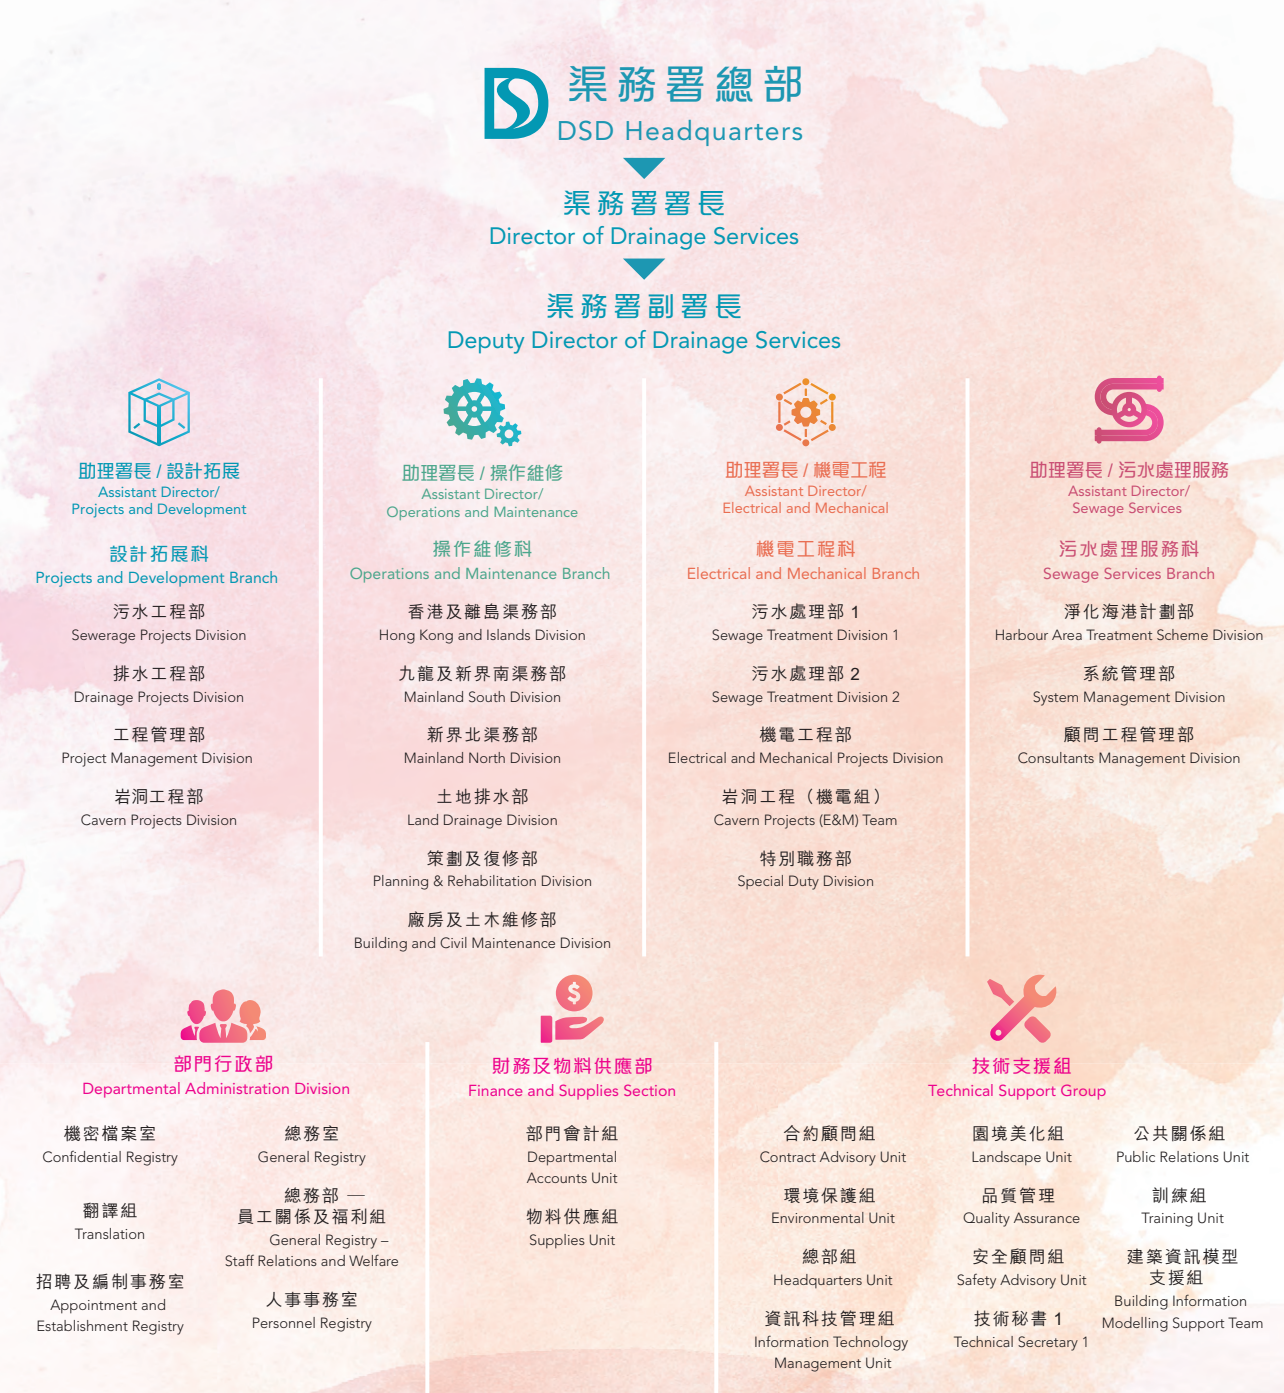 渠務署總部
DSD Headquarters
渠務署署長
Director of Drainage Services
渠務署副署長
Deputy Director of Drainage Services
助理署長 / 設計拓展
Assistant Director/
Projects and Development
設計拓展科
Projects and Development Branch
污水工程部
Sewerage Projects Division
排水工程部
Drainage Projects Division
工程管理部
Project Management Division
岩洞工程部
Cavern Projects Division
助理署長 / 操作維修
Assistant Director/
Operations and Maintenance
操作維修科
Operations and Maintenance Branch
香港及離島渠務部
Hong Kong and Islands Division
九龍及新界南渠務部
Mainland South Division
新界北渠務部
Mainland North Division
土地排水部
Land Drainage Division
策劃及復修部
Planning & Rehabilitation Division
廠房及土木維修部
Building and Civil Maintenance Division
助理署長 / 機電工程
Assistant Director/
Electrical and Mechanical
機電工程科
Electrical and Mechanical Branch
污水處理部 1
Sewage Treatment Division 1
污水處理部 2
Sewage Treatment Division 2
機電工程部
Electrical and Mechanical Projects Division
岩洞工程（機電組）
Cavern Projects (E&M) Team
特別職務部
Special Duty Division
助理署長 / 污水處理服務
Assistant Director/
Sewage Services
污水處理服務科
Sewage Services Branch
淨化海港計劃部
Harbour Area Treatment Scheme Division
系統管理部
System Management Division
顧問工程管理部
Consultants Management Division
部門行政部
Departmental Administration Division
機密檔案室
Confidential Registry
翻譯組
Translation
招聘及編制事務室
Appointment and
Establishment Registry
總務室
General Registry
總務部 —
員工關係及福利組
General Registry –
Staff Relations and Welfare
人事事務室
Personnel Registry
財務及物料供應部
Finance and Supplies Section
部門會計組
Departmental
Accounts Unit
物料供應組
Supplies Unit
技術支援組
Technical Support Group
合約顧問組
Contract Advisory Unit
環境保護組
Environmental Unit
總部組
Headquarters Unit
資訊科技管理組
Information Technology
Management Unit
園境美化組
Landscape Unit
品質管理
Quality Assurance
安全顧問組
Safety Advisory Unit
技術秘書 1
Technical Secretary 1
公共關係組
Public Relations Unit
訓練組
Training Unit
建築資訊模型
支援組
Building Information
Modelling Support Team